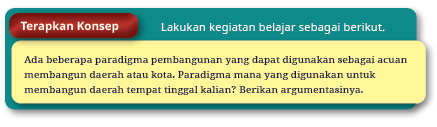 Terapkan Konsep
Lakukan kegiatan belajar sebagai berikut.
Ada beberapa paradigma pembangunan yang dapat digunakan sebagai acuan
membangun daerah atau kota. Paradigma mana yang digunakan untuk
membangun daerah tempat tinggal kalian? Berikan argumentasinya.